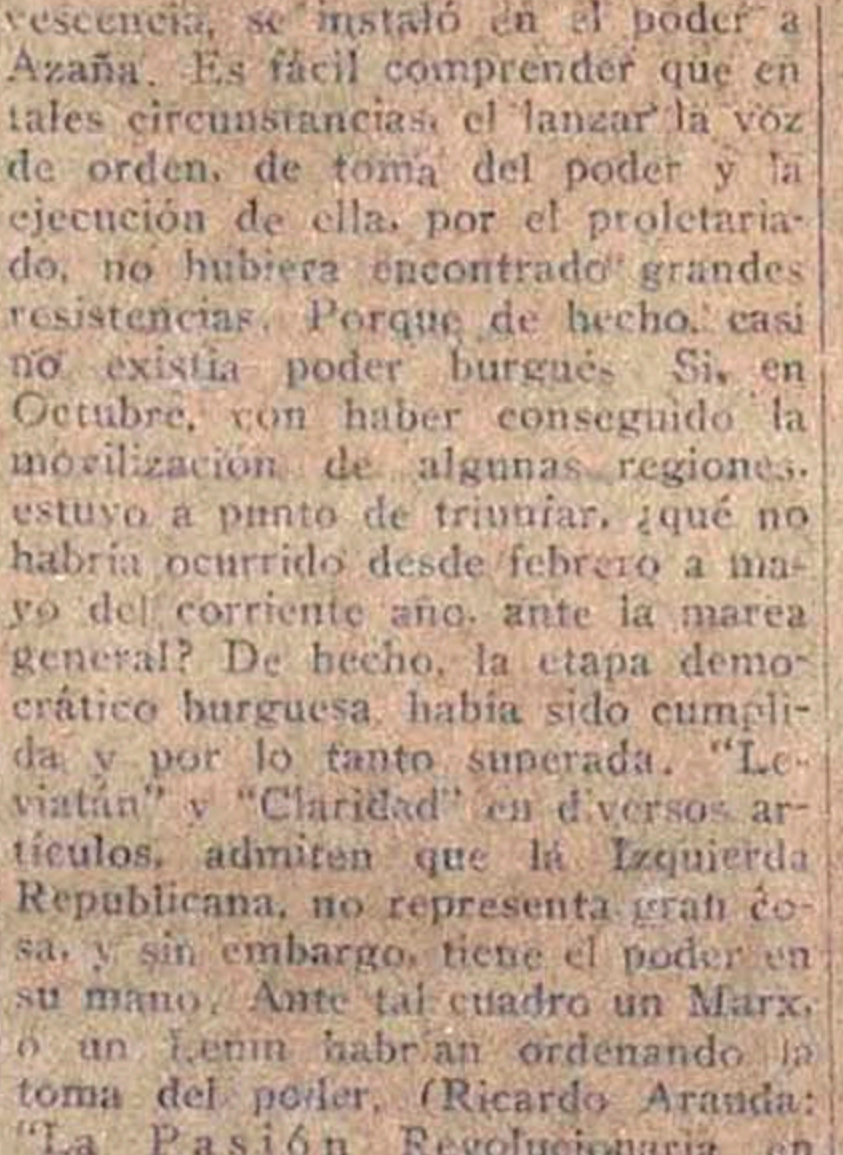 vescencia, se instaló en el poder a
Azaña. Es fácil comprender que en
tales circunstancias, el lanzar la voz
de orden, de toma del poder y la
ejecución de ella, por el proletaria-
do, no hubiera encontrado grandes
resistencias. Porque de hecho, casi
no existía poder burgués Si, en
Octubre, con haber conseguido la
movilización de algunas regiones,
estuvo a punto de triunfar, ¿qué no
habría ocurrido desde febrero a ma-
yo del corriente año, ante la marea
general? De hecho, la etapa demo-
crático burguesa había sido cumpli-
da y por lo tanto superada. "Le-
viatán" y "Claridad" en diversos ar-
tículos, admiten que la Izquierda
Republicana, no representa gran co-
sa, y sin embargo, tiene el poder en
su mano. Ante tal cuadro un Marx,
o un Lenin habrían ordenando la
toma del poder. (Ricardo Aranda:
"La Pasión Revolucionaria en